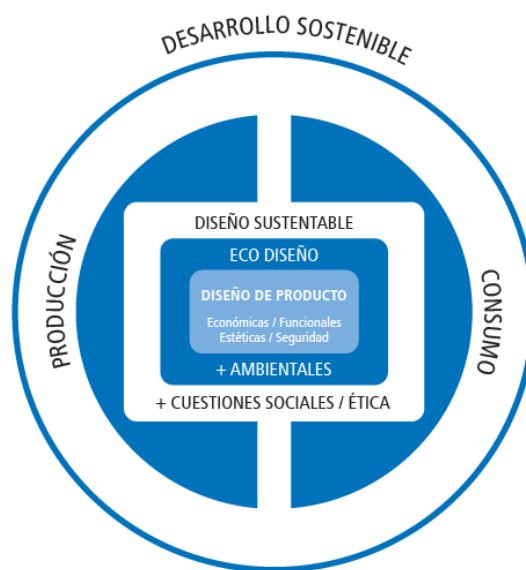 DESARROLLO SOSTENIBLE
PRODUCCIÓN
CONSUMO
DISEÑO SUSTENTABLE
ECO DISEÑO
DISEÑO DE PRODUCTO
Económicas / Funcionales
Estéticas / Seguridad
+ AMBIENTALES
+ CUESTIONES SOCIALES / ÉTICA